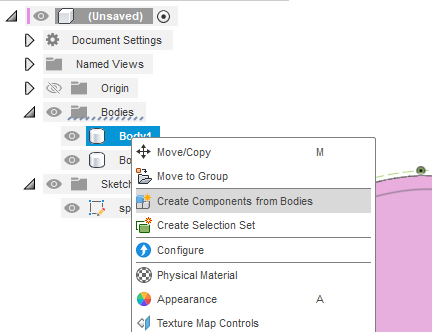 (Unsaved)
Document Settings
Named Views
Origin
Bodies
Body1
Bo
Sketch
sp
Move/Copy M
Move to Group
Create Components from Bodies
Create Selection Set
Configure
Physical Material
Appearance A
Texture Map Controls